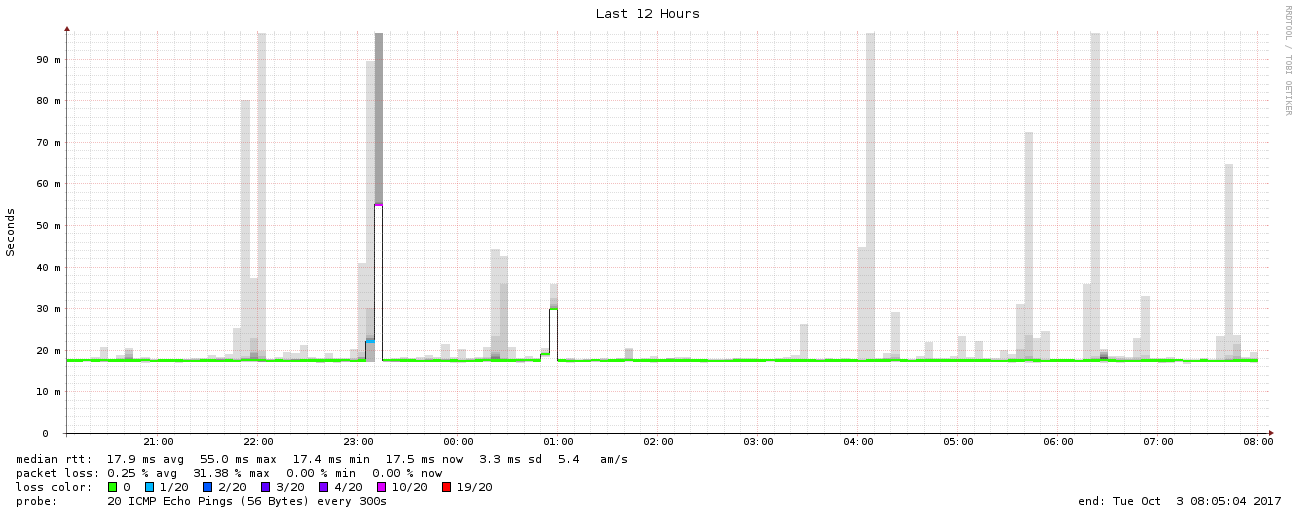 Last 12 Hours
RRDTOOL / TOBI OETIKER
Seconds
90 m
80 m
70 m
60 m
50 m
40 m
30 m
20 m
10 m
0
21:00 22:00 23:00 00:00 01:00 02:00 03:00 04:00 05:00 06:00 07:00 08:00
median rtt: 17.9 ms avg 55.0 ms max 17.4 ms min 17.5 ms now 3.3 ms sd 5.4 am/s
packet loss: 0.25 % avg 31.38 % max 0.00 % min 0.00 % now
loss color: 0 1/20 2/20 3/20 4/20 10/20 19/20
probe: 20 ICMP Echo Pings (56 Bytes) every 300s
end: Tue Oct 3 08:05:04 2017